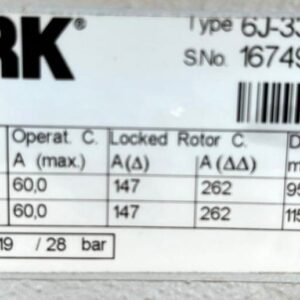 RK Type 6J-33
SNo. 16749
Operat. C. Locked Rotor C. D
A (max.) A(Δ) A(ΔΔ) m
60,0 147 262 95
60,0 147 262 115
19 / 28 bar